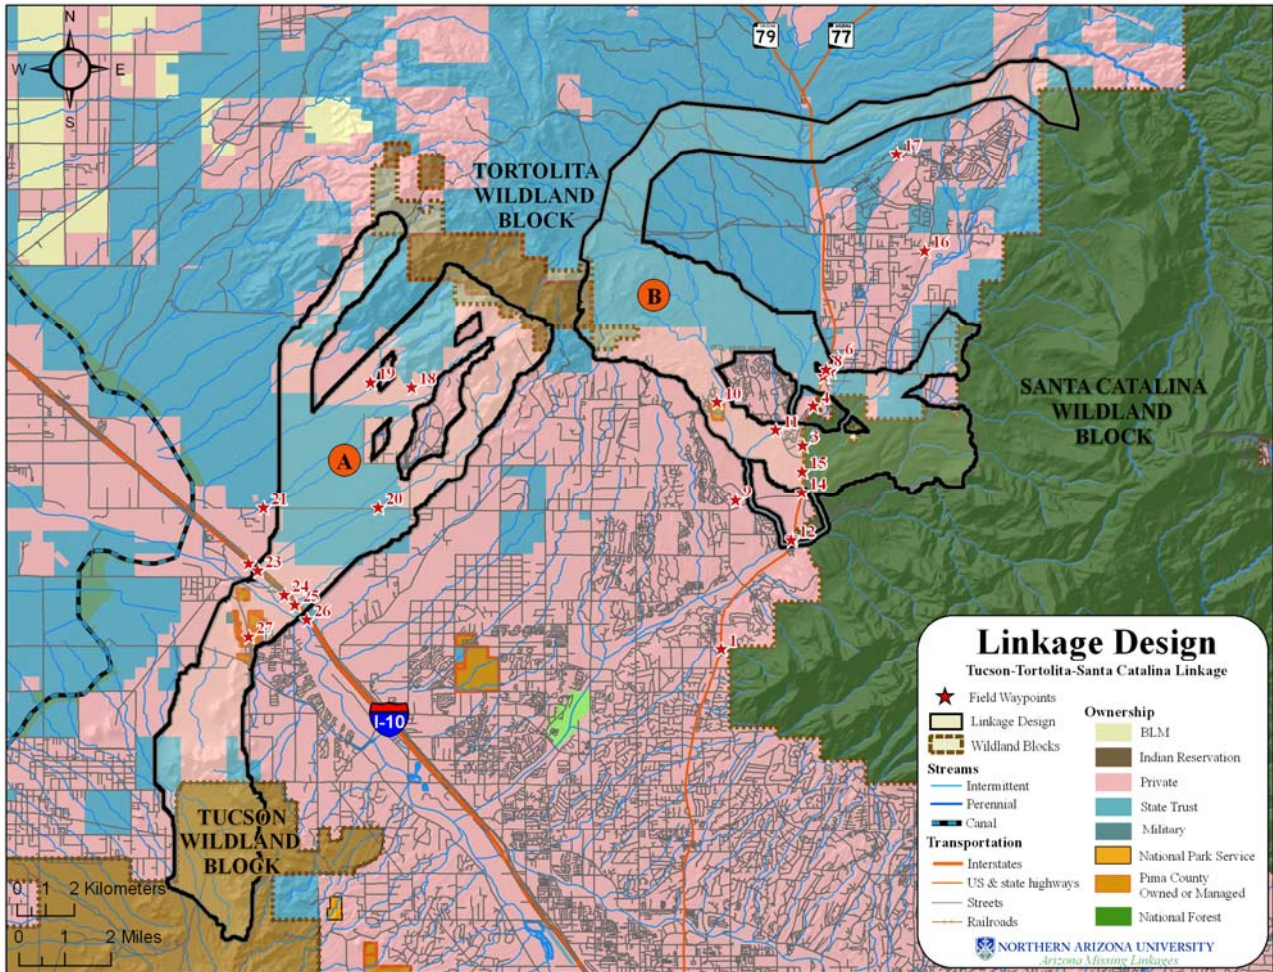 N
W
E
S
79
77
17
TORTOLITA
WILDLAND
BLOCK
16
B
6
8
19
18
10
4
SANTA CATALINA
WILDLAND
BLOCK
11
3
A
15
14
9
21
20
12
23
24
25
26
27
1
I-10
TUCSON
WILDLAND
BLOCK
0 1 2 Kilometers
0 1 2 Miles
Linkage Design
Tucson-Tortolita-Santa Catalina Linkage
Field Waypoints
Linkage Design
Wildland Blocks
Streams
Intermittent
Perennial
Canal
Transportation
Interstates
US & state highways
Streets
Railroads
Ownership
BLM
Indian Reservation
Private
State Trust
Military
National Park Service
Pima County
Owned or Managed
National Forest
NORTHERN ARIZONA UNIVERSITY
Arizona Missing Linkages